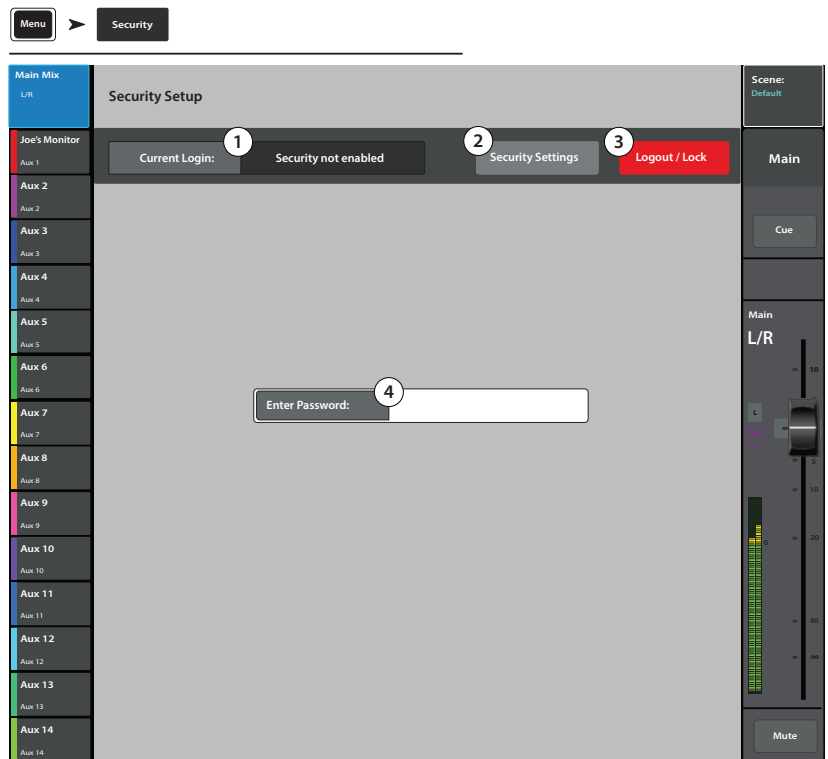 Menu
Security
Main Mix
L/R
Security Setup
Scene:
Default
Joe's Monitor
Aux 1
1
Current Login:
Security not enabled
2
Security Settings
3
Logout / Lock
Main
Aux 2
Aux 2
Aux 3
Aux 3
Cue
Aux 4
Aux 4
Aux 5
Aux 5
Main
L/R
Aux 6
Aux 6
10
4
Enter Password:
Aux 7
Aux 7
L
Aux 8
Aux 8
5
Aux 9
Aux 9
10
Aux 10
Aux 10
20
0
Aux 11
Aux 11
40
Aux 12
Aux 12
∞
Aux 13
Aux 13
Aux 14
Aux 14
Mute